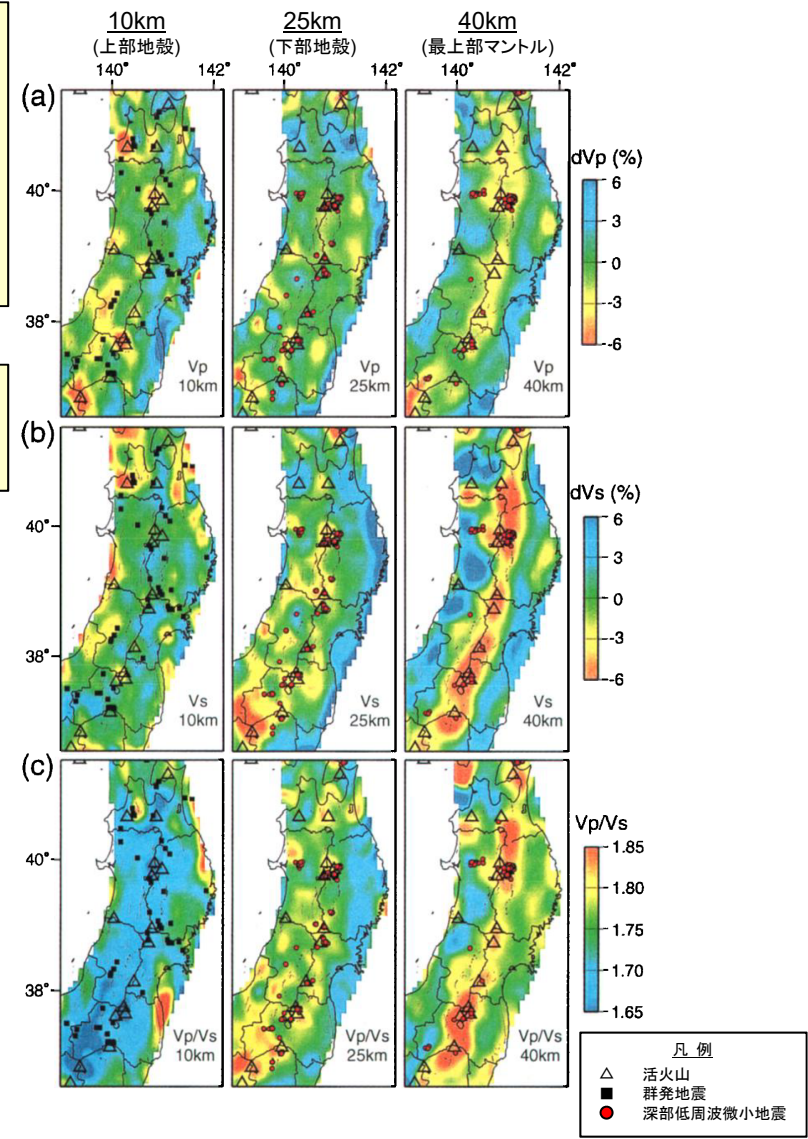 10km 25km 40km
(上部地殻) (下部地殻) (最上部マントル)
140° 142° 140° 142° 140° 142°
(a)
40°
38°
Vp 10km
Vp 25km
Vp 40km
dVp (%)
6
3
0
-3
-6
(b)
40°
38°
Vs 10km
Vs 25km
Vs 40km
dVs (%)
6
3
0
-3
-6
(c)
40°
38°
Vp/Vs 10km
Vp/Vs 25km
Vp/Vs 40km
Vp/Vs
1.85
1.80
1.75
1.70
1.65
凡 例
活火山
群発地震
深部低周波微小地震